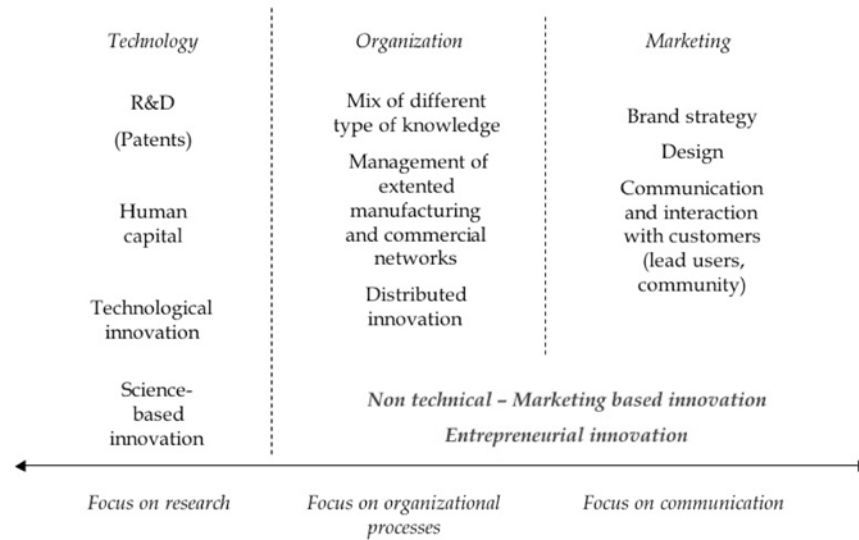 Technology
Organization
Marketing
R&D
(Patents)
Human
capital
Technological
innovation
Science-
based
innovation
Mix of different
type of knowledge
Management of
extented
manufacturing
and commercial
networks
Distributed
innovation
Brand strategy
Design
Communication
and interaction
with customers
(lead users,
community)
Non technical – Marketing based innovation
Entrepreneurial innovation
Focus on research
Focus on organizational
processes
Focus on communication